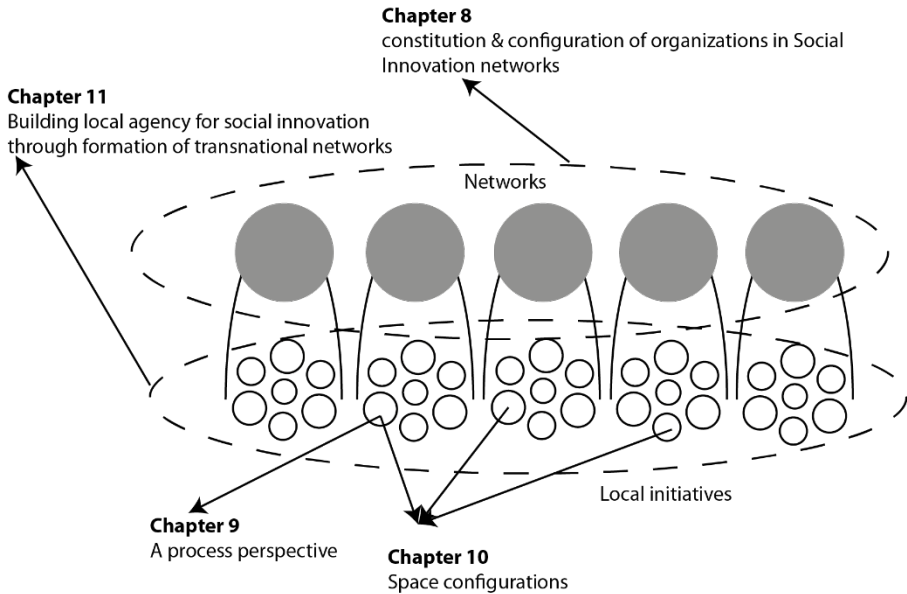 Chapter 8
constitution & configuration of organizations in Social
Innovation networks
Chapter 11
Building local agency for social innovation
through formation of transnational networks
Networks
Local initiatives
Chapter 9
A process perspective
Chapter 10
Space configurations